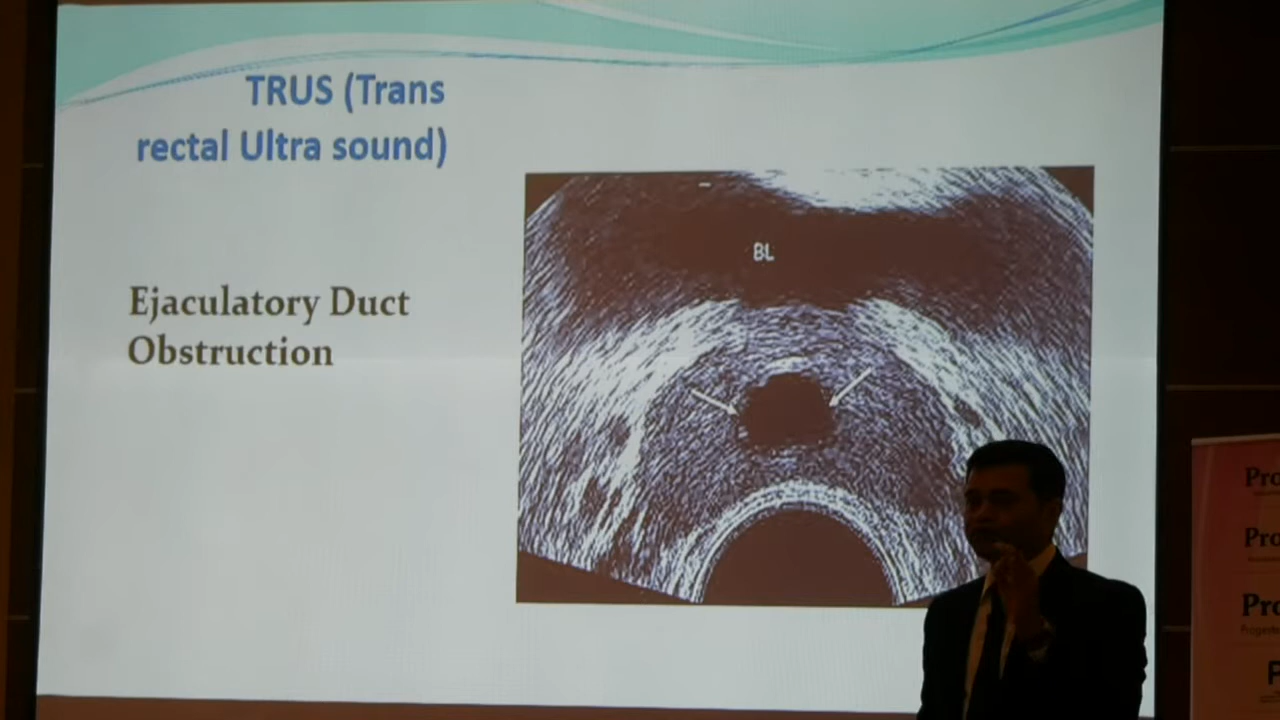 TRUS (Trans
rectal Ultra sound)
Ejaculatory Duct
Obstruction
BL